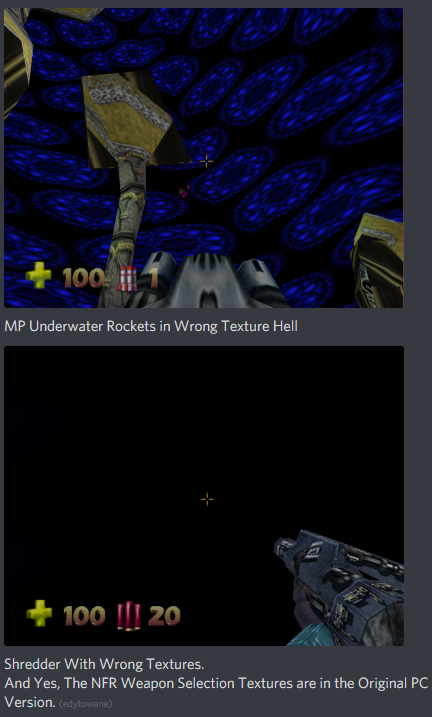 100 1
MP Underwater Rockets in Wrong Texture Hell
100 20
Shredder With Wrong Textures.
And Yes, The NFR Weapon Selection Textures are in the Original PC
Version. (edytowane)